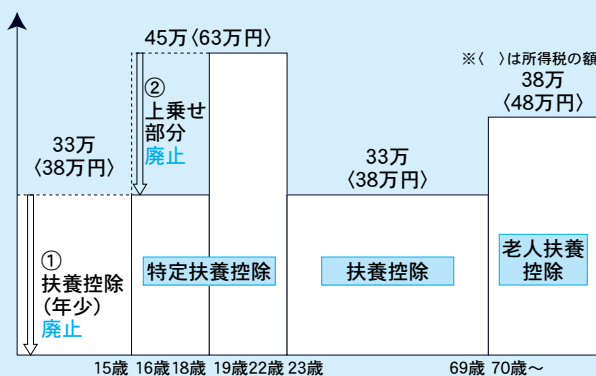 45万〈63万円〉
※〈　〉は所得税の額
38万
〈48万円〉
②
上乗せ
部分
廃止
33万
〈38万円〉
33万
〈38万円〉
①
扶養控除
(年少)
廃止
特定扶養控除
扶養控除
老人扶養
控除
15歳 16歳 18歳 19歳 22歳 23歳 69歳 70歳～